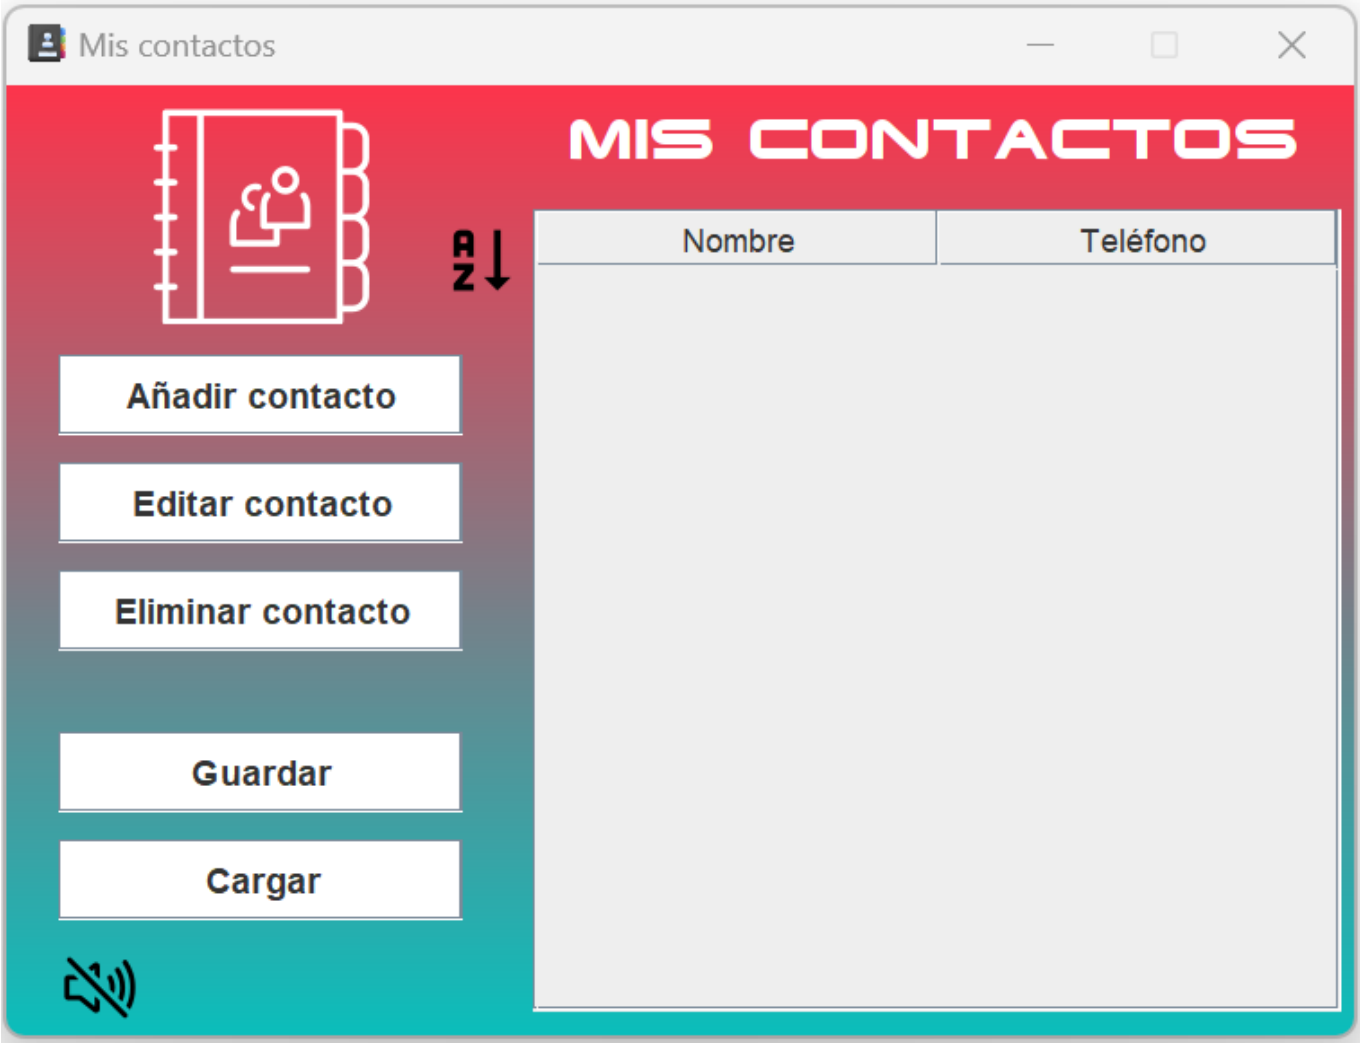 Mis contactos
MIS CONTACTOS
A
Z
Nombre Teléfono
Añadir contacto
Editar contacto
Eliminar contacto
Guardar
Cargar